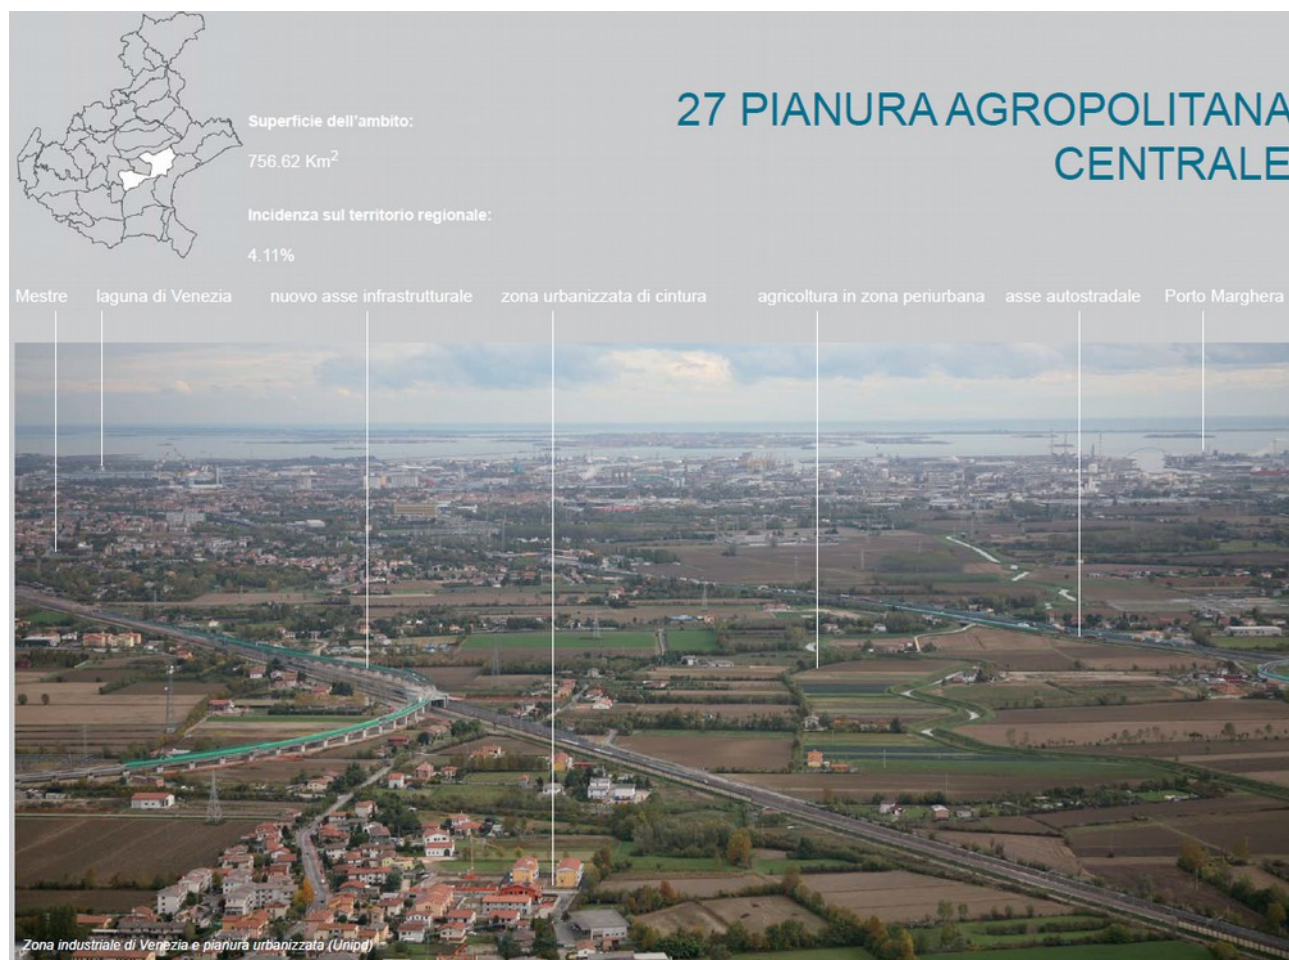 27 PIANURA AGROPOLITANA
CENTRALE
Superficie dell'ambito:
756.62 Km²
Incidenza sul territorio regionale:
4.11%
Mestre
laguna di Venezia
nuovo asse infrastrutturale
zona urbanizzata di cintura
agricoltura in zona periurbana
asse autostradale
Porto Marghera
Zona industriale di Venezia e pianura urbanizzata (Unipd)